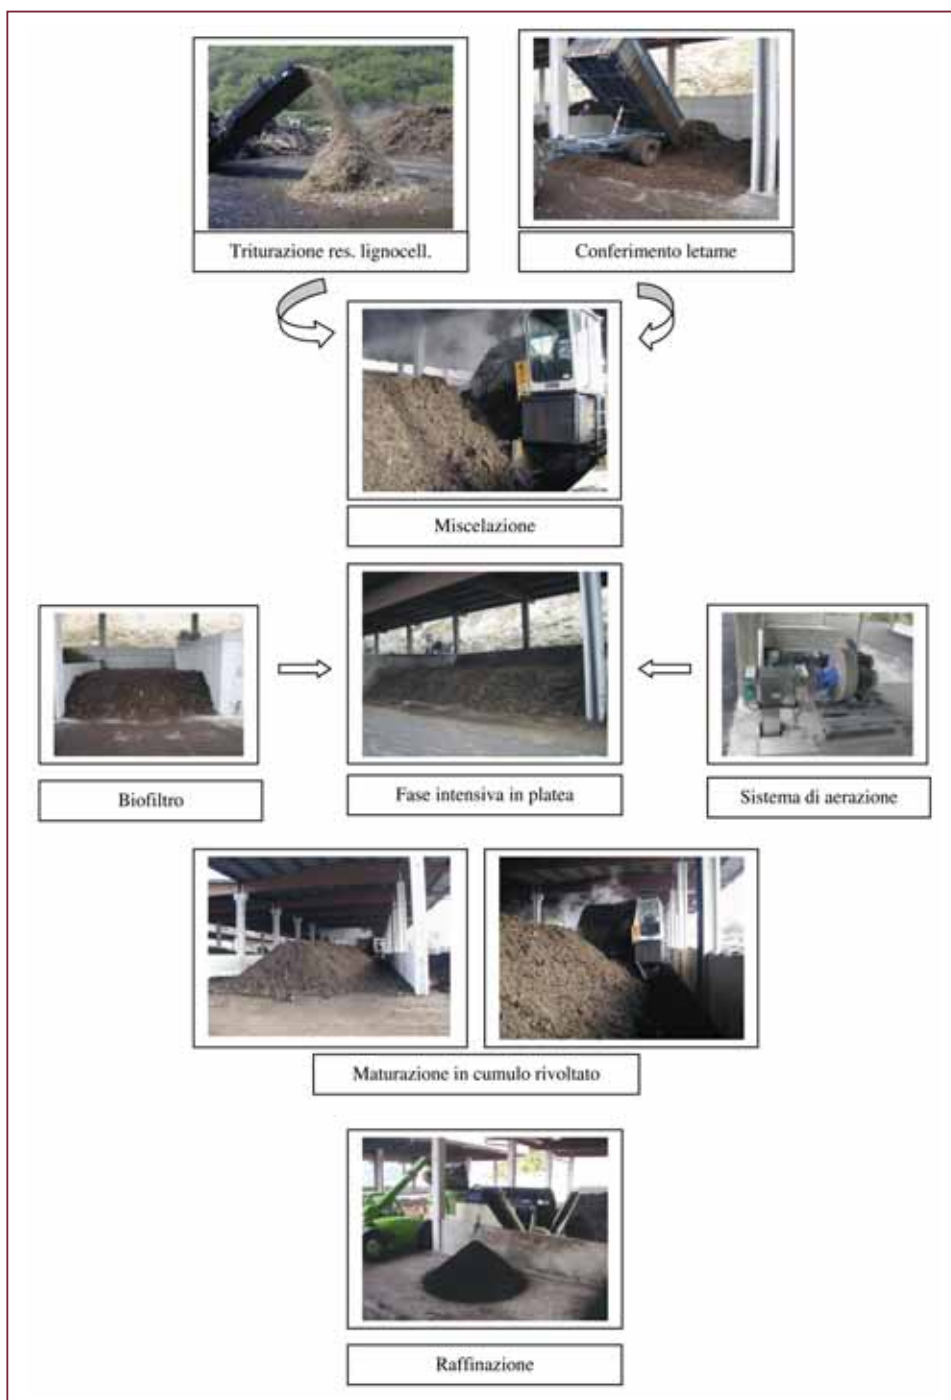 Triturazione res. lignocell.
Conferimento letame
Miscelazione
Biofiltro
Fase intensiva in platea
Sistema di aerazione
Maturazione in cumulo rivoltato
Raffinazione